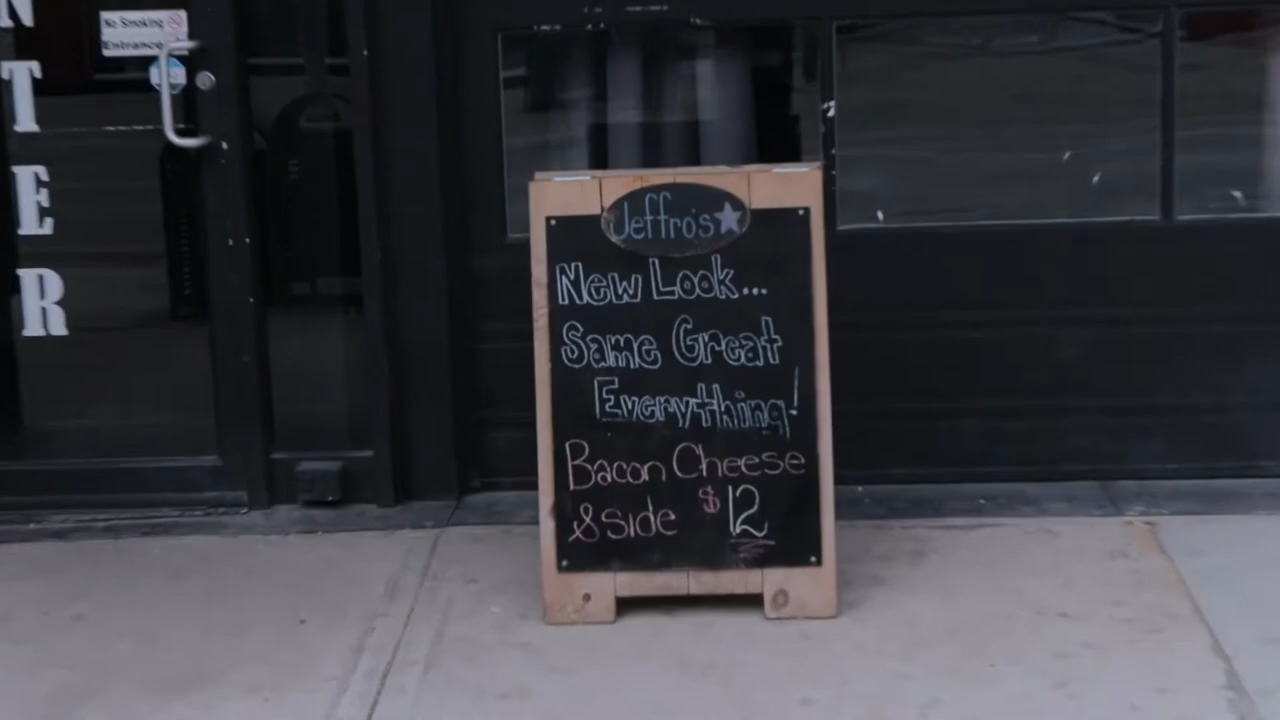 No Smoking
Entrance
N
T
E
R
Jeffro's
New Look...
Same Great
Everything!
Bacon Cheese
& side $12